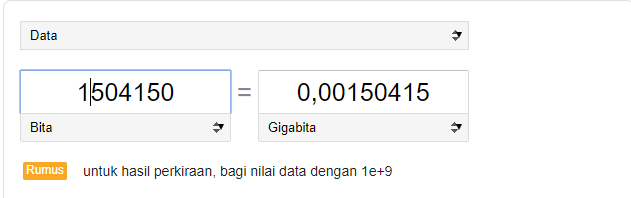 Data
1504150 = 0,00150415
Bita Gigabita
Rumus untuk hasil perkiraan, bagi nilai data dengan 1e+9